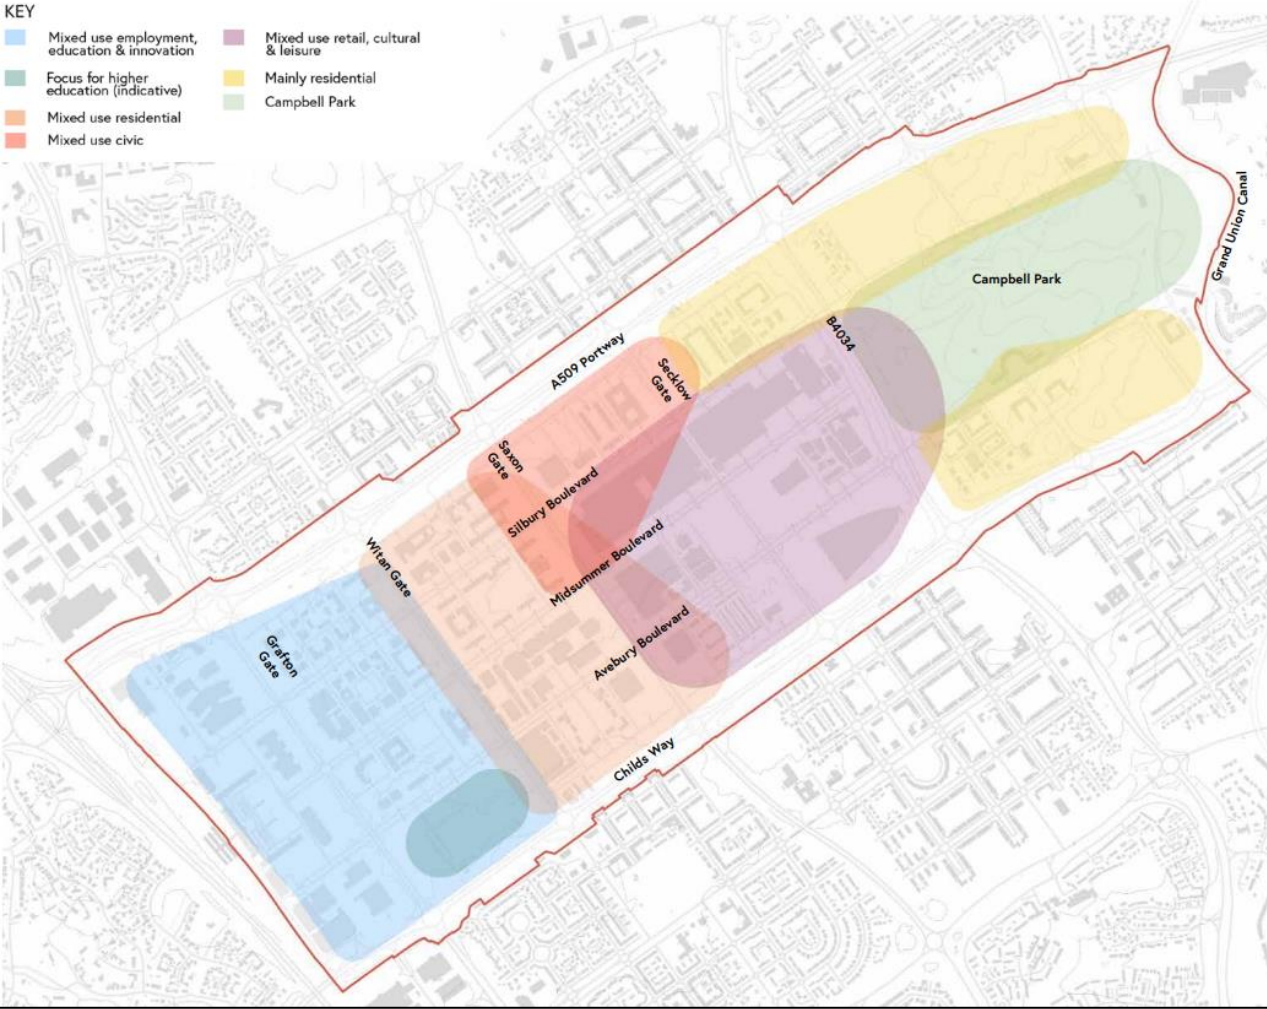 KEY
Mixed use employment,
education & innovation
Focus for higher
education (indicative)
Mixed use residential
Mixed use civic
Mixed use retail, cultural
& leisure
Mainly residential
Campbell Park
Grand Union Canal
Campbell Park
B4034
A509 Portway
Secklow
Gate
Saxon
Gate
Silbury Boulevard
Midsummer Boulevard
Witan Gate
Avebury Boulevard
Grafton
Gate
Childs Way